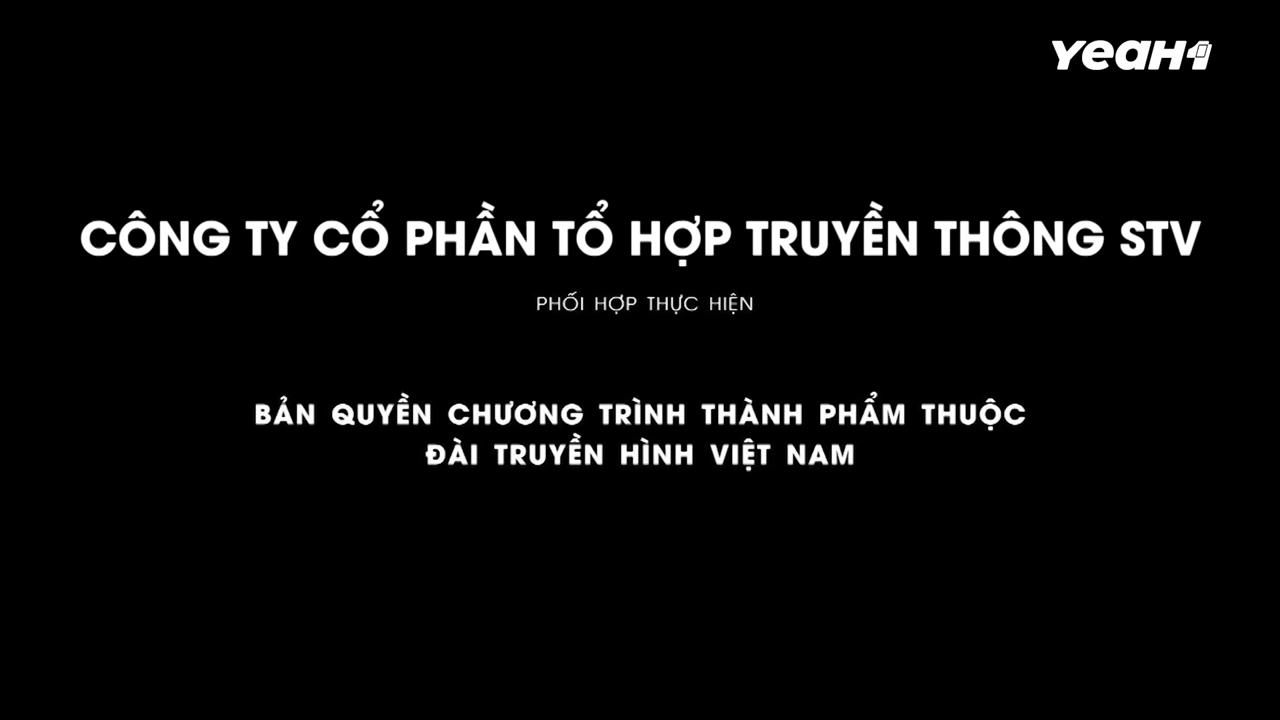 YEAH1
CÔNG TY CỔ PHẦN TỔ HỢP TRUYỀN THÔNG STV
PHỐI HỢP THỰC HIỆN
BẢN QUYỀN CHƯƠNG TRÌNH THÀNH PHẨM THUỘC
ĐÀI TRUYỀN HÌNH VIỆT NAM